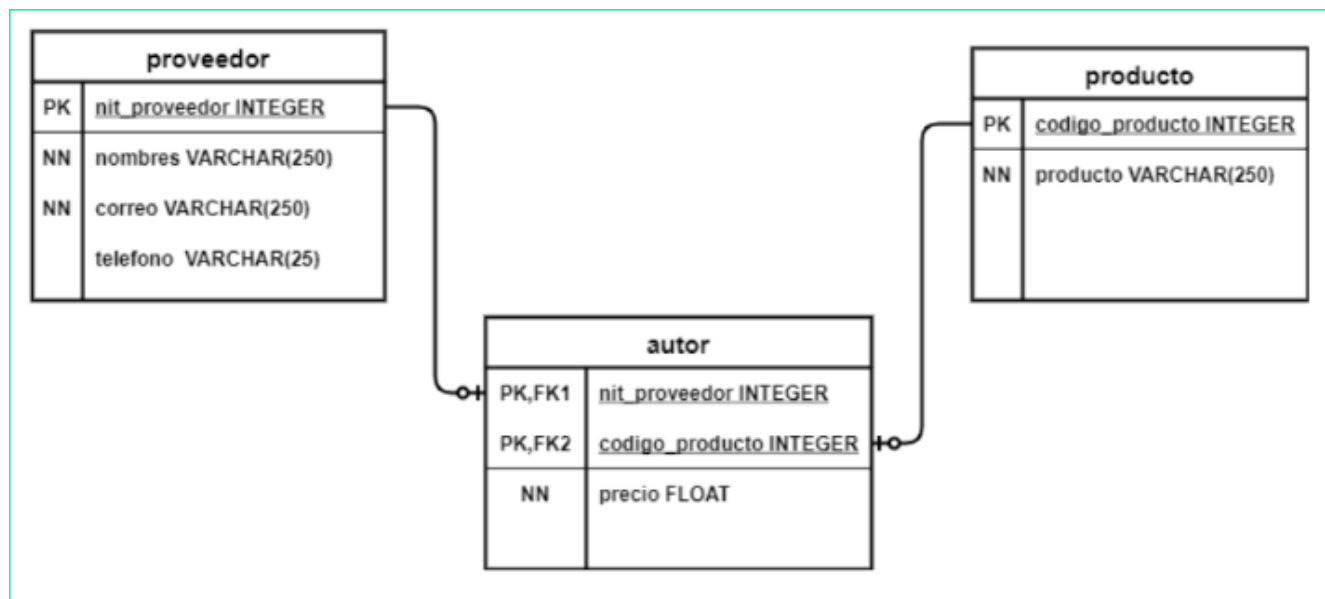 proveedor
PK nit_proveedor INTEGER
NN nombres VARCHAR(250)
NN correo VARCHAR(250)
telefono VARCHAR(25)
producto
PK codigo_producto INTEGER
NN producto VARCHAR(250)
autor
PK,FK1 nit_proveedor INTEGER
PK,FK2 codigo_producto INTEGER
NN precio FLOAT